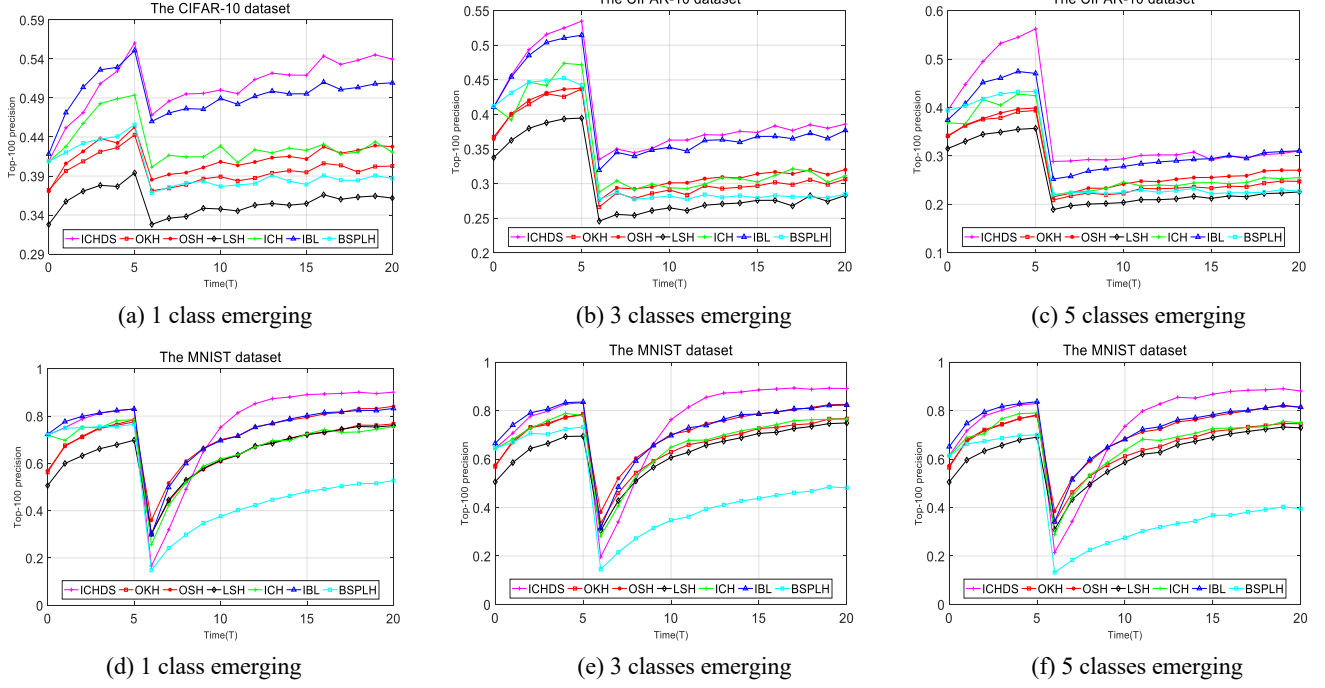 The CIFAR-10 dataset
0.59
0.54
0.49
0.44
0.39
0.34
0.29
Top-100 precision
ICHDS OKH OSH LSH ICH IBL BSPLH
0 5 10 15 20
Time(T)
(a) 1 class emerging
The CIFAR-10 dataset
0.55
0.5
0.45
0.4
0.35
0.3
0.25
0.2
Top-100 precision
ICHDS OKH OSH LSH ICH IBL BSPLH
0 5 10 15 20
Time(T)
(b) 3 classes emerging
The CIFAR-10 dataset
0.6
0.5
0.4
0.3
0.2
0.1
Top-100 precision
ICHDS OKH OSH LSH ICH IBL BSPLH
0 5 10 15 20
Time(T)
(c) 5 classes emerging
The MNIST dataset
1
0.8
0.6
0.4
0.2
0
Top-100 precision
ICHDS OKH OSH LSH ICH IBL BSPLH
0 5 10 15 20
Time(T)
(d) 1 class emerging
The MNIST dataset
1
0.8
0.6
0.4
0.2
0
Top-100 precision
ICHDS OKH OSH LSH ICH IBL BSPLH
0 5 10 15 20
Time(T)
(e) 3 classes emerging
The MNIST dataset
1
0.8
0.6
0.4
0.2
0
Top-100 precision
ICHDS OKH OSH LSH ICH IBL BSPLH
0 5 10 15 20
Time(T)
(f) 5 classes emerging